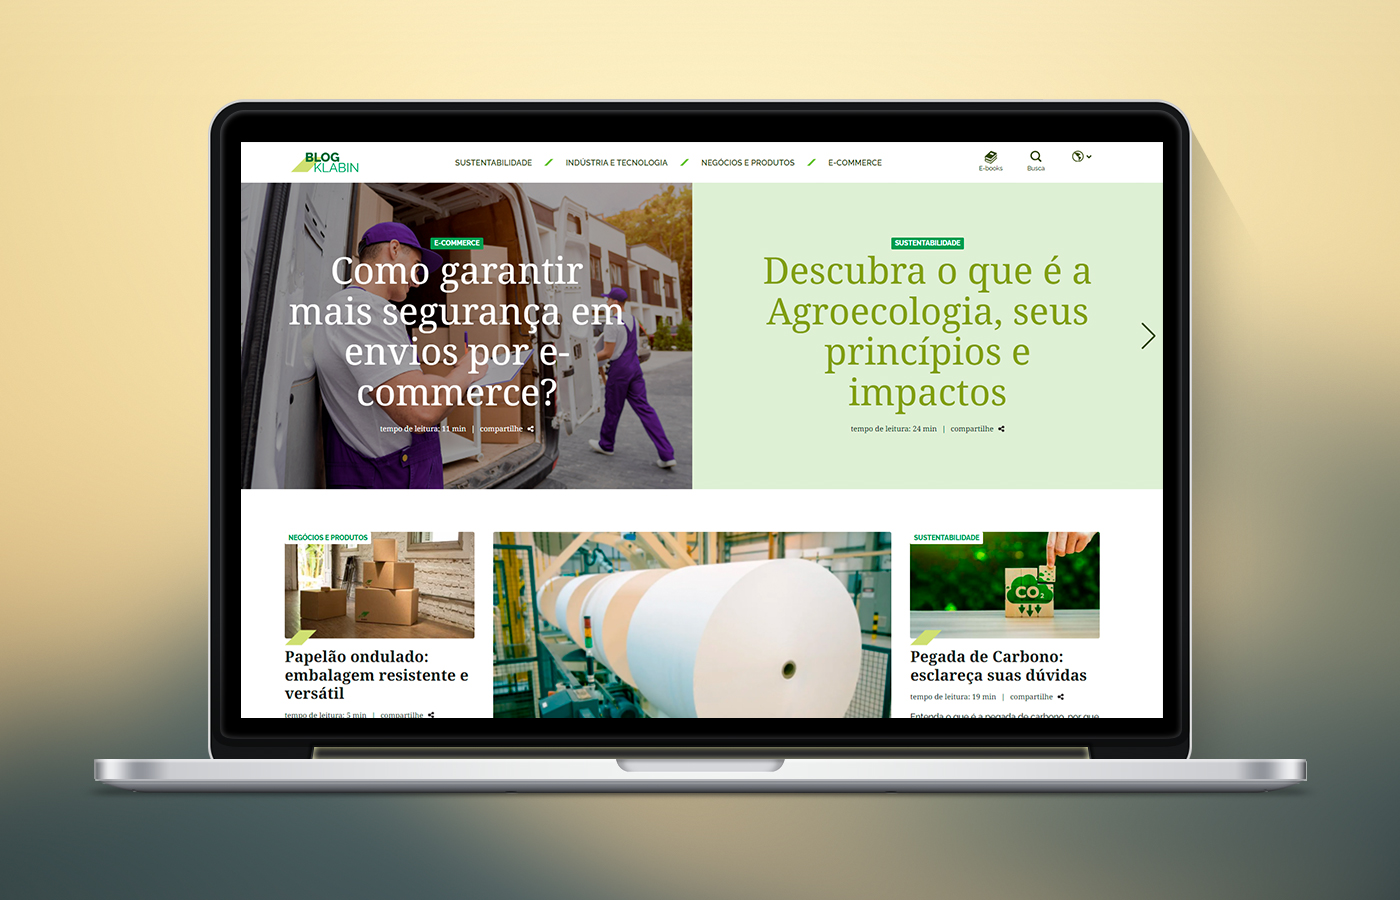 BLOG
KLABIN
SUSTENTABILIDADE
INDÚSTRIA E TECNOLOGIA
NEGÓCIOS E PRODUTOS
E-COMMERCE
E-books
Busca
E-COMMERCE
Como garantir
mais segurança em
envios por e-
commerce?
tempo de leitura: 11 min | compartilhe
SUSTENTABILIDADE
Descubra o que é a
Agroecologia, seus
princípios e
impactos
tempo de leitura: 24 min | compartilhe
NEGÓCIOS E PRODUTOS
Papelão ondulado:
embalagem resistente e
versátil
tempo de leitura: 5 min | compartilhe
SUSTENTABILIDADE
CO₂
Pegada de Carbono:
esclareça suas dúvidas
tempo de leitura: 19 min | compartilhe
Entenda o que é a pegada de carbono, por que